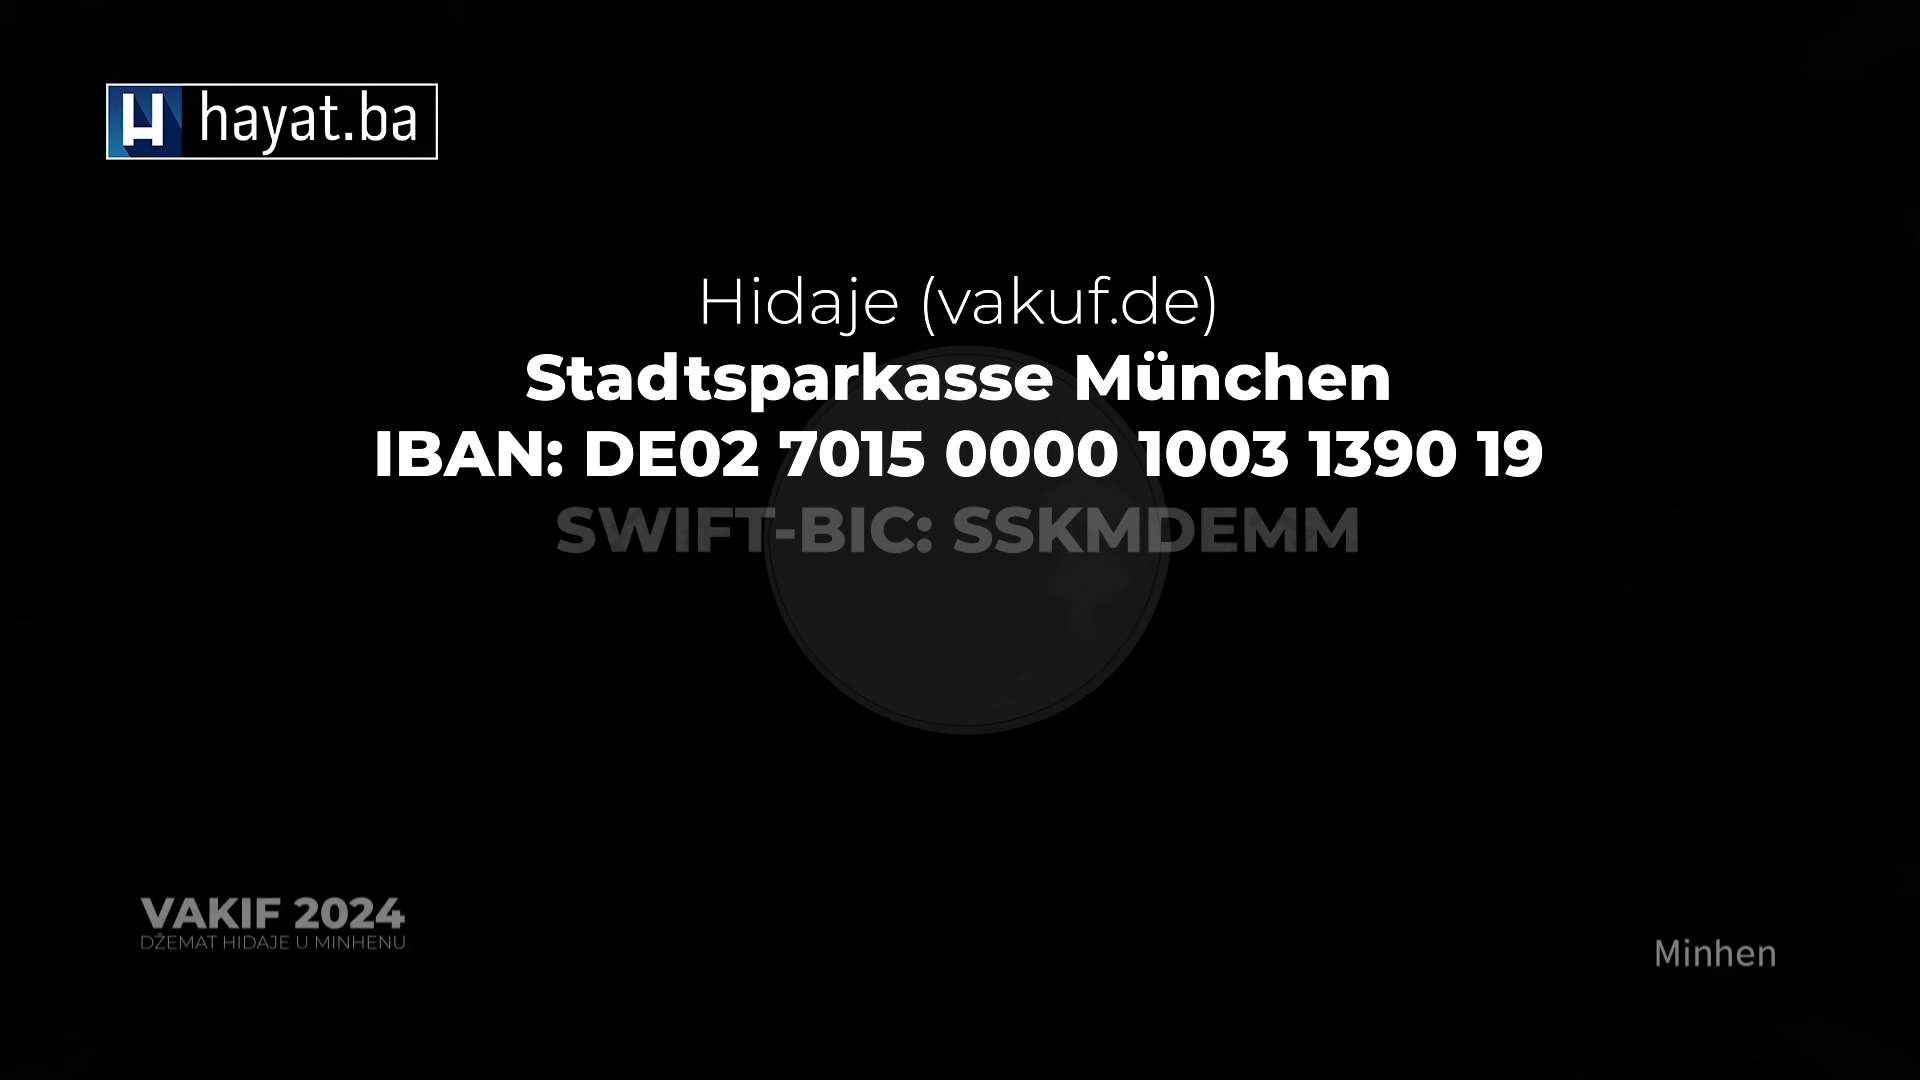 hayat.ba
Hidaje (vakuf.de)
Stadtsparkasse München
IBAN: DE02 7015 0000 1003 1390 19
SWIFT-BIC: SSKMDEMM
VAKIF 2024
DŽEMAT HIDAJE U MINHENU
Minhen